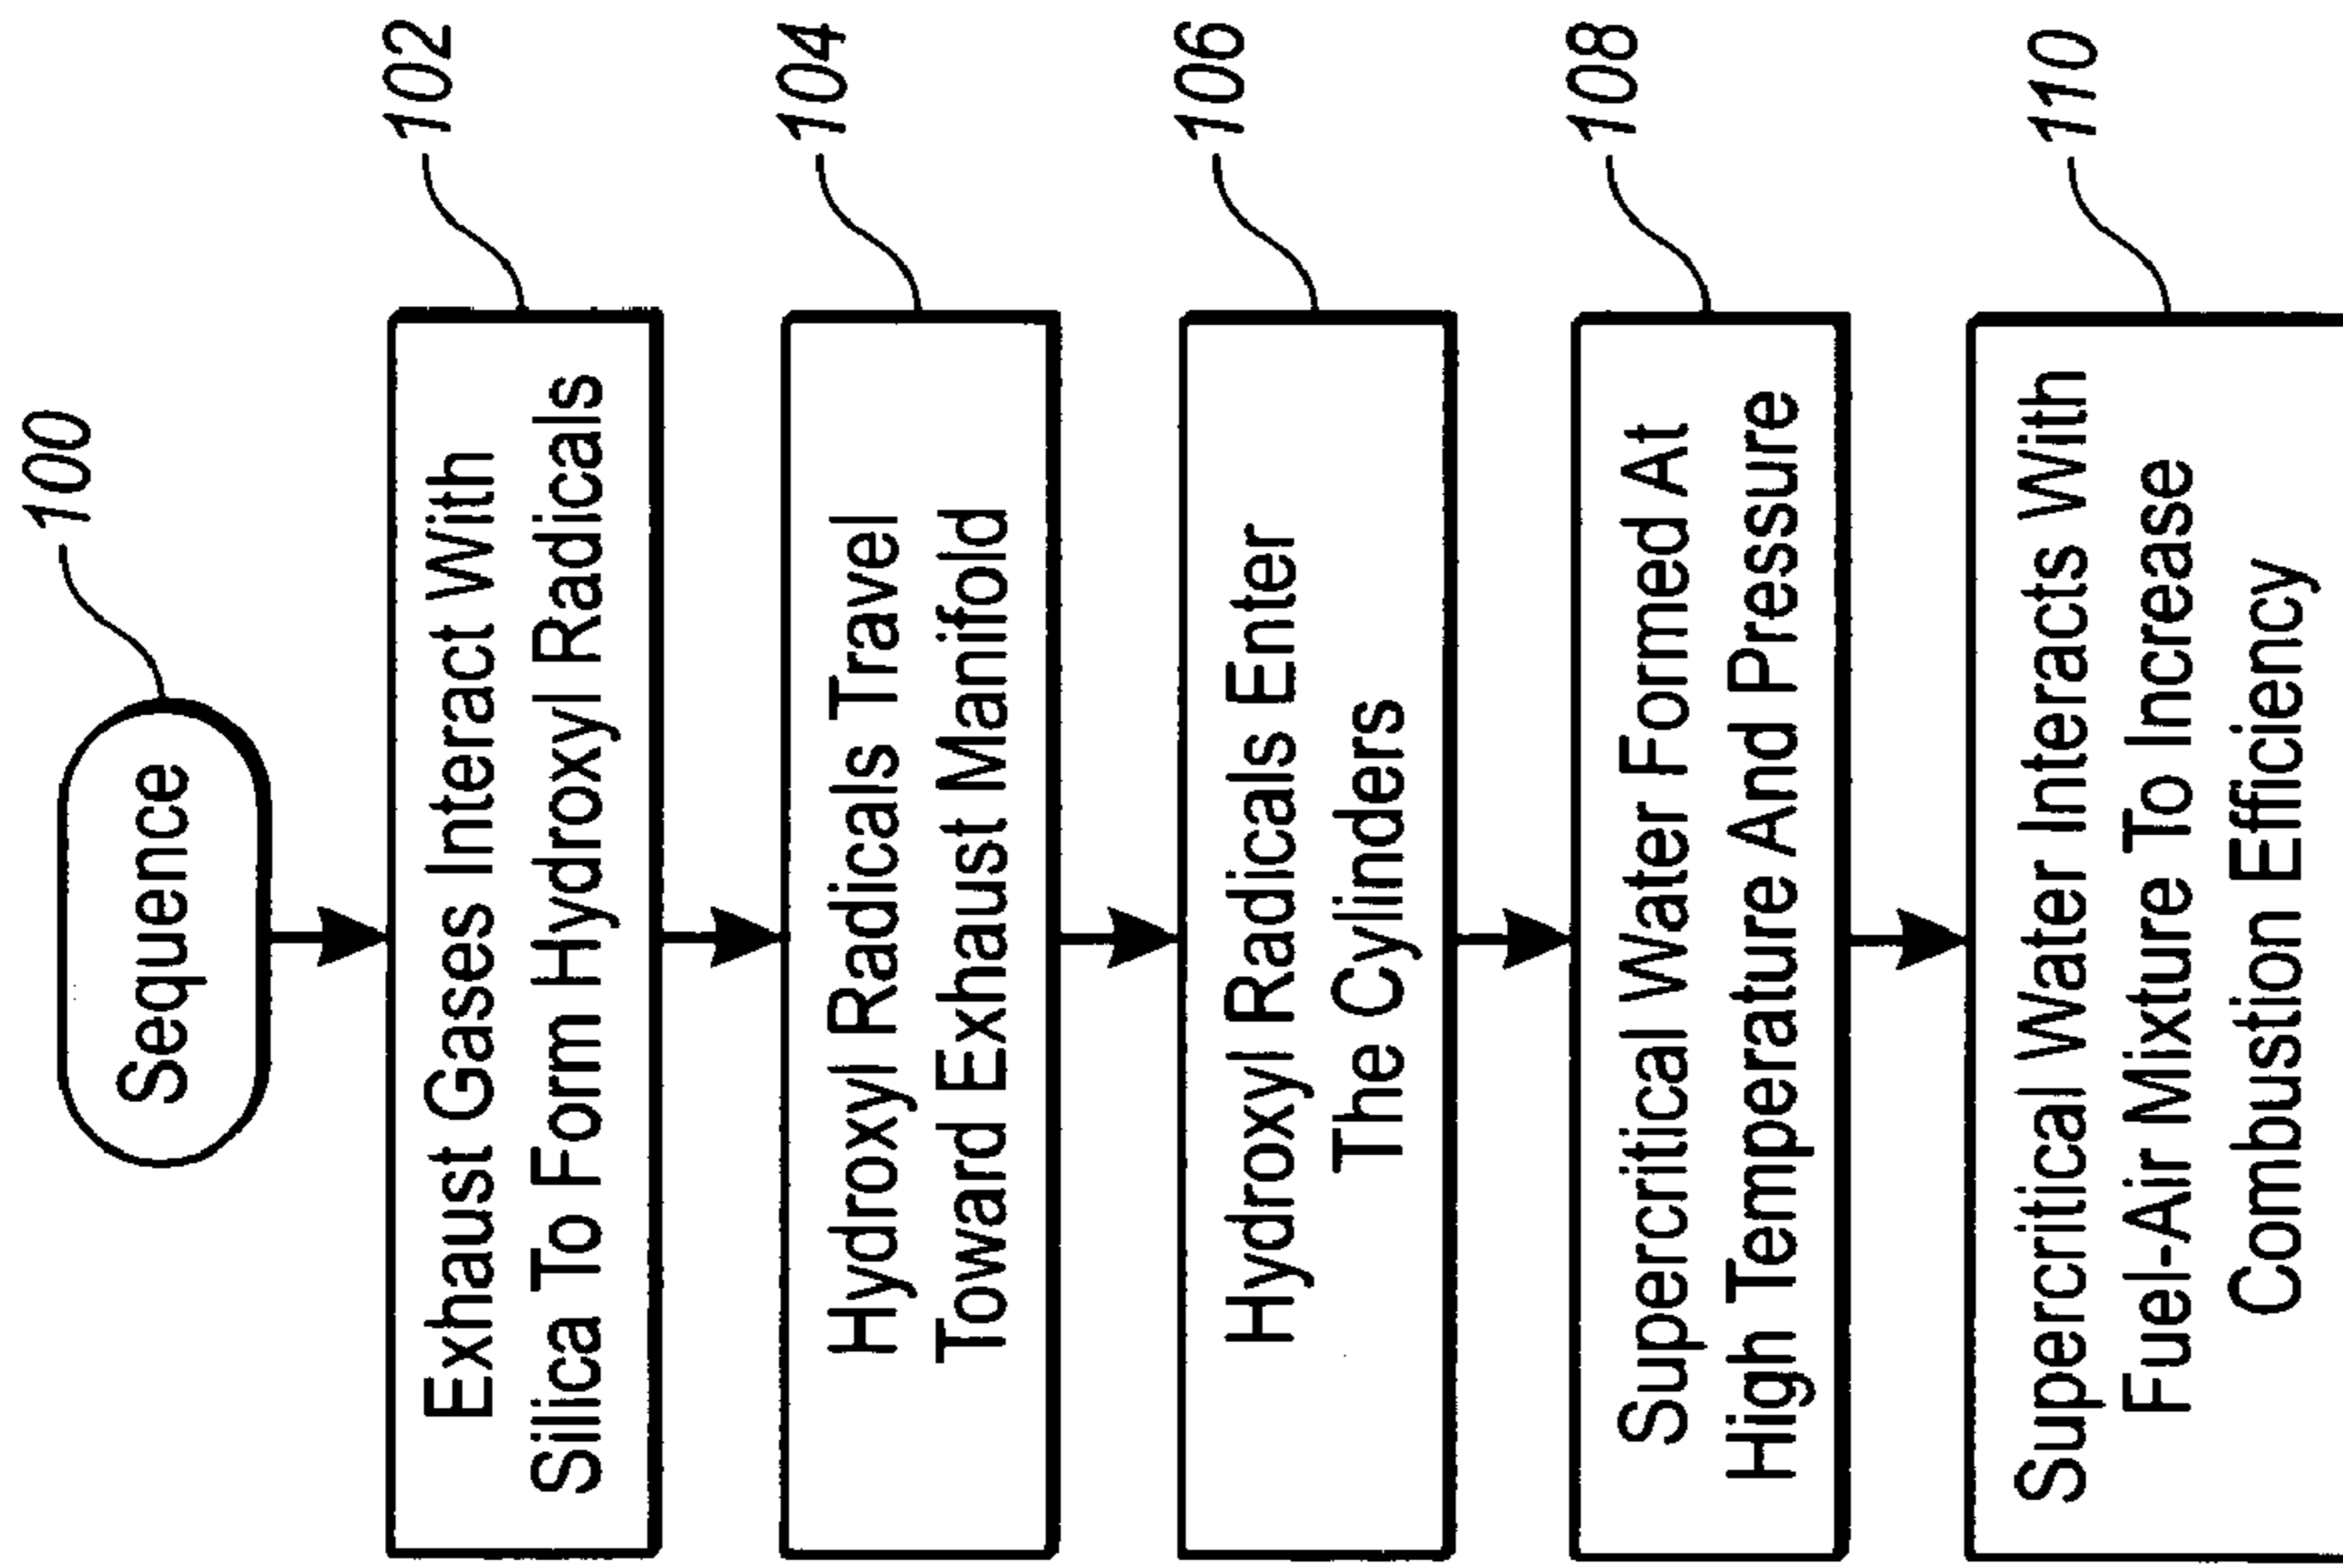 100
Sequence
102
Exhaust Gases Interact With
Silica To Form Hydroxyl Radicals
104
Hydroxyl Radicals Travel
Toward Exhaust Manifold
106
Hydroxyl Radicals Enter
The Cylinders
108
Supercritical Water Formed At
High Temperature And Pressure
110
Supercritical Water Interacts With
Fuel-Air Mixture To Increase
Combustion Efficiency